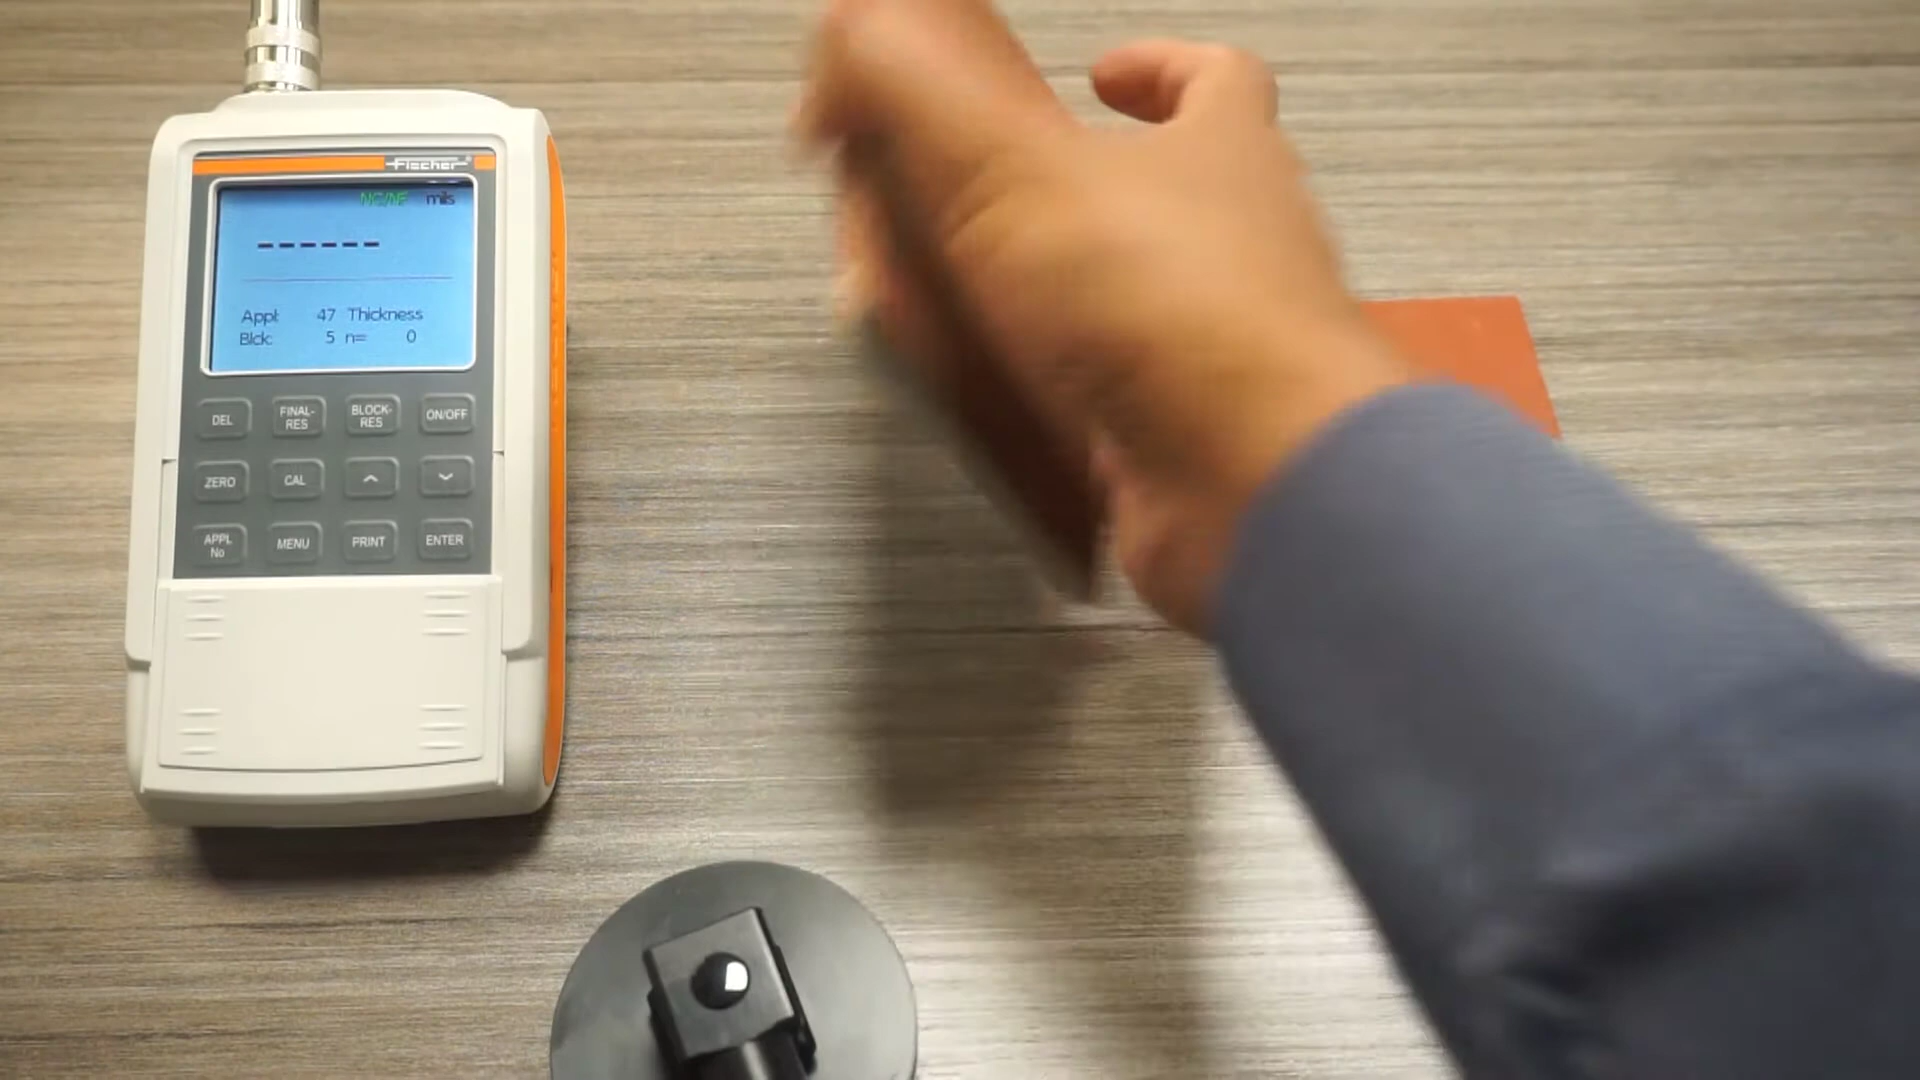 Fischer
NC/NF mils
------
Appl: 47 Thickness
Blck: 5 n= 0
DEL FINAL-RES BLOCK-RES ON/OFF
ZERO CAL
APPL No MENU PRINT ENTER